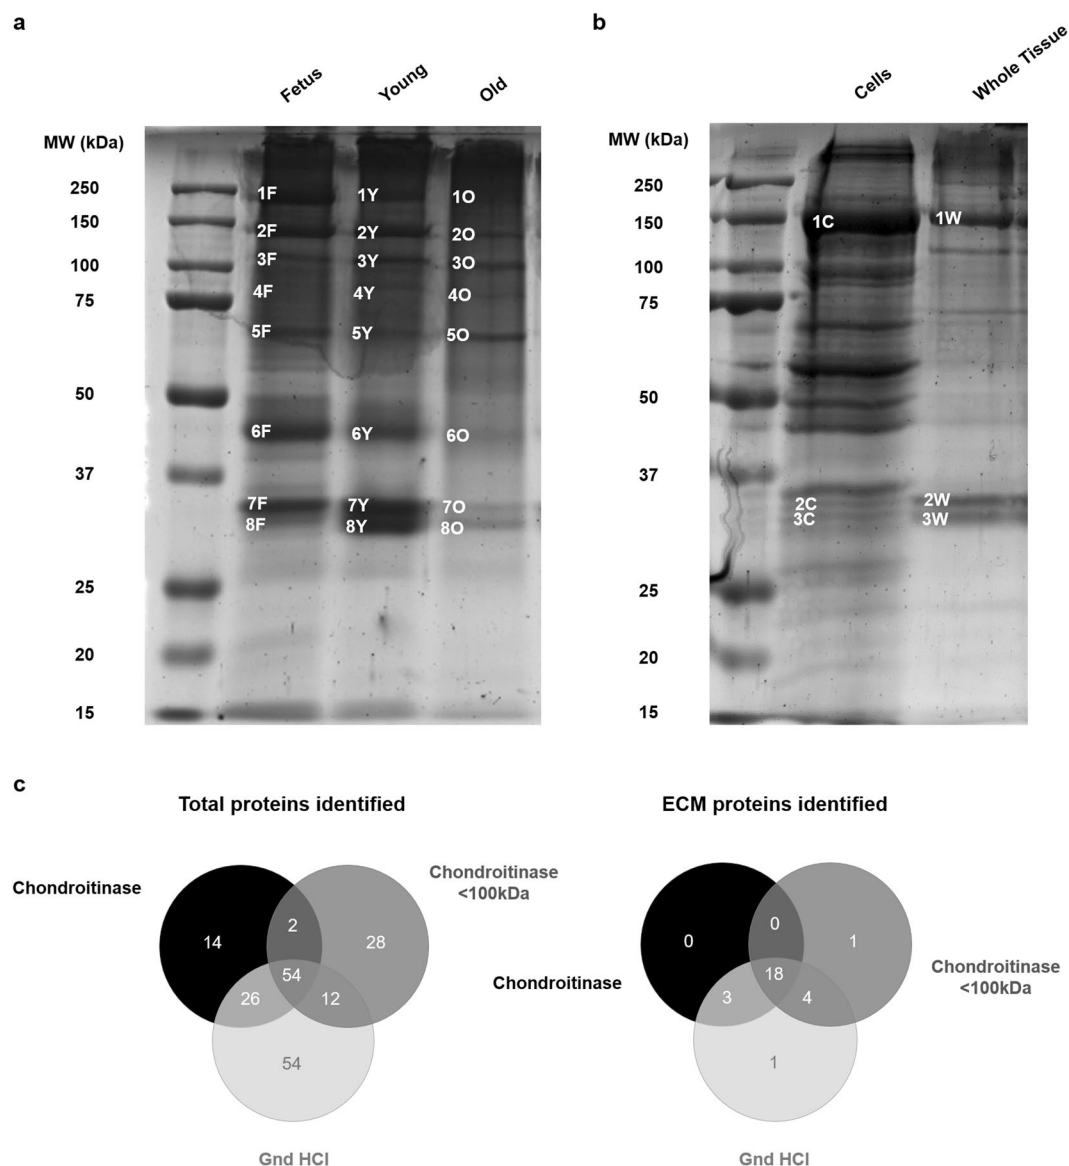 a
Fetus
Young
Old
MW (kDa)
250
150
100
75
50
37
25
20
15
1F 1Y 1O
2F 2Y 2O
3F 3Y 3O
4F 4Y 4O
5F 5Y 5O
6F 6Y 6O
7F 7Y 7O
8F 8Y 8O
b
Cells
Whole Tissue
MW (kDa)
250
150
100
75
50
37
25
20
15
1C 1W
2C 2W
3C 3W
c
Total proteins identified
Chondroitinase
Chondroitinase
<100kDa
14
2
28
54
26
12
54
Gnd HCl
ECM proteins identified
Chondroitinase
Chondroitinase
<100kDa
0
0
1
18
3
4
1
Gnd HCl